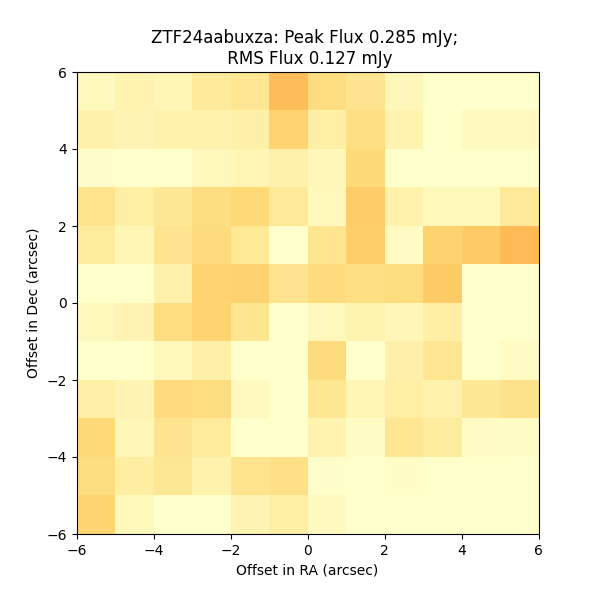 ZTF24aabuxza: Peak Flux 0.285 mJy;
RMS Flux 0.127 mJy
6
4
2
0
−2
−4
−6
Offset in Dec (arcsec)
−6 −4 −2 0 2 4 6
Offset in RA (arcsec)